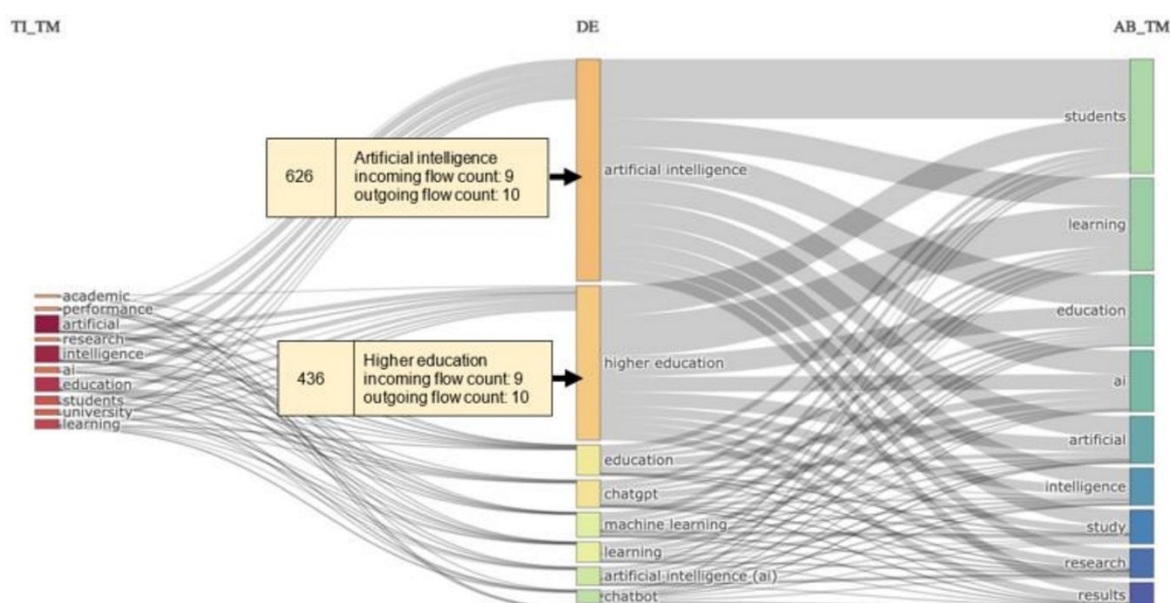 TI_TM
DE
AB_TM
626
Artificial intelligence
incoming flow count: 9
outgoing flow count: 10
436
Higher education
incoming flow count: 9
outgoing flow count: 10
academic
performance
artificial
research
intelligence
ai
education
students
university
learning
artificial intelligence
higher education
education
chatgpt
machine learning
learning
artificial intelligence (ai)
chatbot
students
learning
education
ai
artificial
intelligence
study
research
results